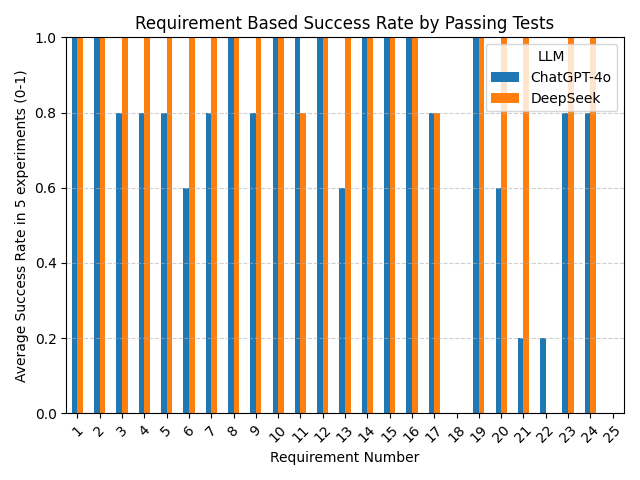 Requirement Based Success Rate by Passing Tests
Average Success Rate in 5 experiments (0-1)
1.0
0.8
0.6
0.4
0.2
0.0
LLM
ChatGPT-4o
DeepSeek
1 2 3 4 5 6 7 8 9 10 11 12 13 14 15 16 17 18 19 20 21 22 23 24 25
Requirement Number